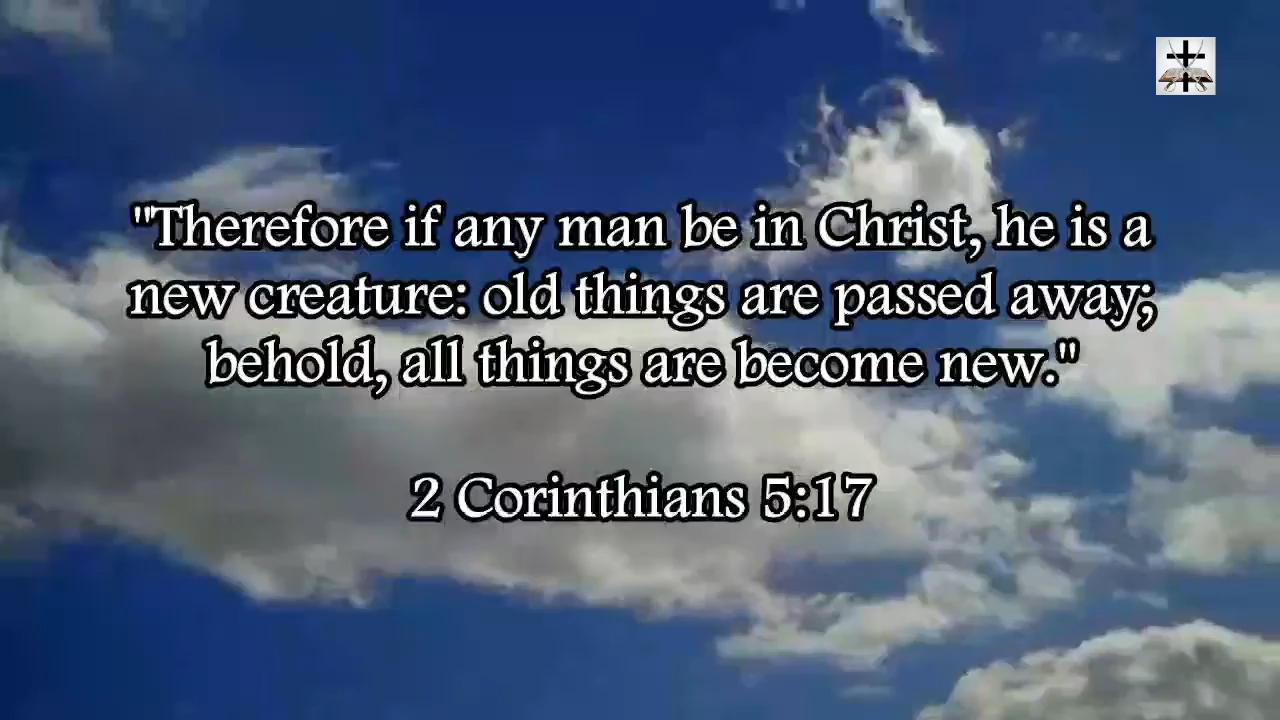 "Therefore if any man be in Christ, he is a
new creature: old things are passed away;
behold, all things are become new."
2 Corinthians 5:17